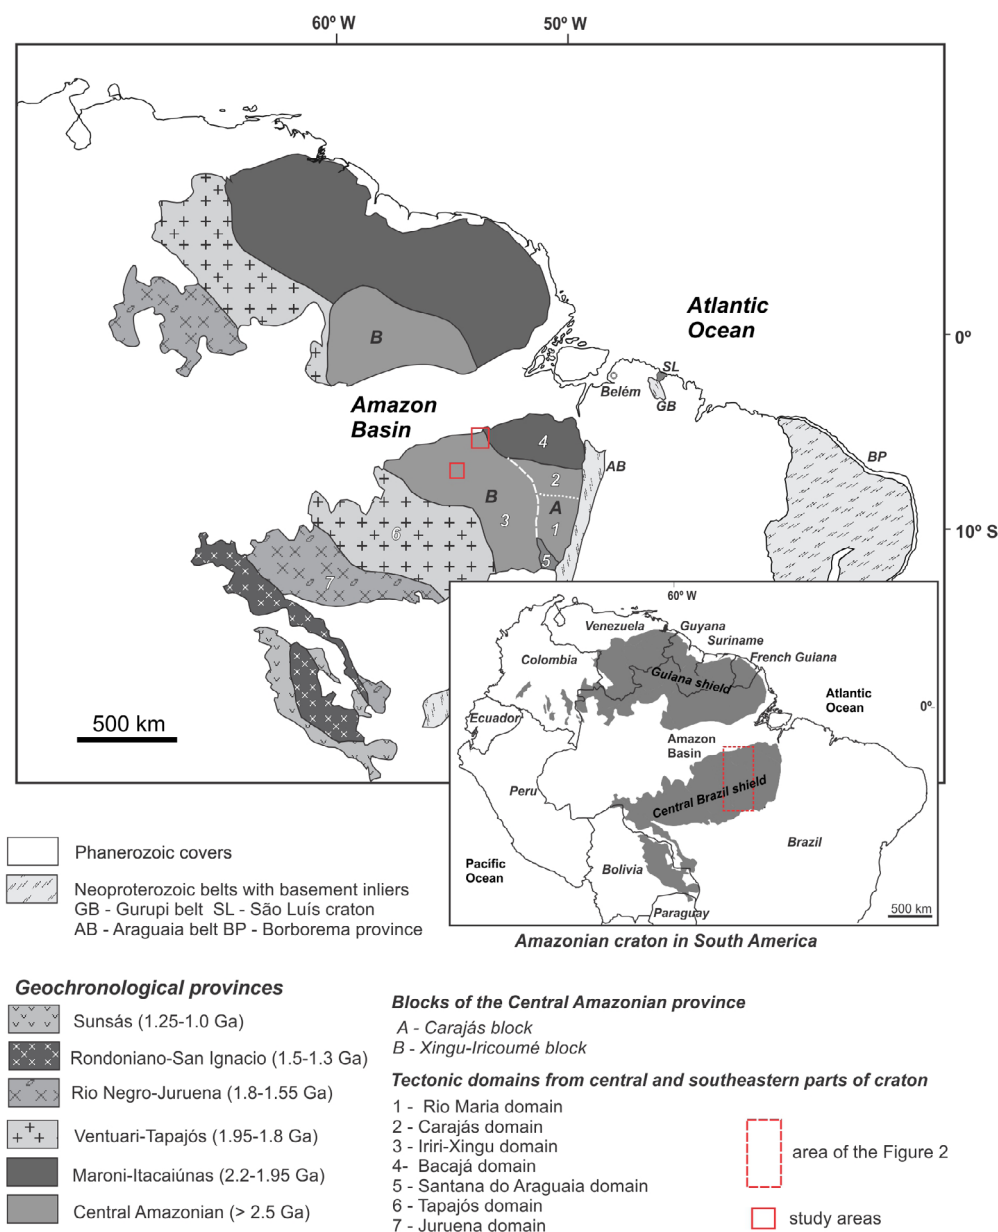 60º W
50º W
B
Atlantic
Ocean
0º
SL
Belém
GB
Amazon
Basin
4
BP
AB
2
B
A
3
1
6
5
10º S
7
60º W
Venezuela
Guyana
Suriname
French Guiana
Colombia
Guiana shield
Atlantic
Ocean
0º
Ecuador
500 km
Amazon
Basin
Central Brazil shield
Peru
Brazil
Bolivia
Pacífic
Ocean
Paraguay
500 km
Amazonian craton in South America
Phanerozoic covers
Neoproterozoic belts with basement inliers
GB - Gurupi belt SL - São Luís craton
AB - Araguaia belt BP - Borborema province
Geochronological provinces
Sunsás (1.25-1.0 Ga)
Rondoniano-San Ignacio (1.5-1.3 Ga)
Rio Negro-Juruena (1.8-1.55 Ga)
Ventuari-Tapajós (1.95-1.8 Ga)
Maroni-Itacaiúnas (2.2-1.95 Ga)
Central Amazonian (> 2.5 Ga)
Blocks of the Central Amazonian province
A - Carajás block
B - Xingu-Iricoumé block
Tectonic domains from central and southeastern parts of craton
1 - Rio Maria domain
2 - Carajás domain
3 - Iriri-Xingu domain
4- Bacajá domain
5 - Santana do Araguaia domain
6 - Tapajós domain
7 - Juruena domain
area of the Figure 2
study areas